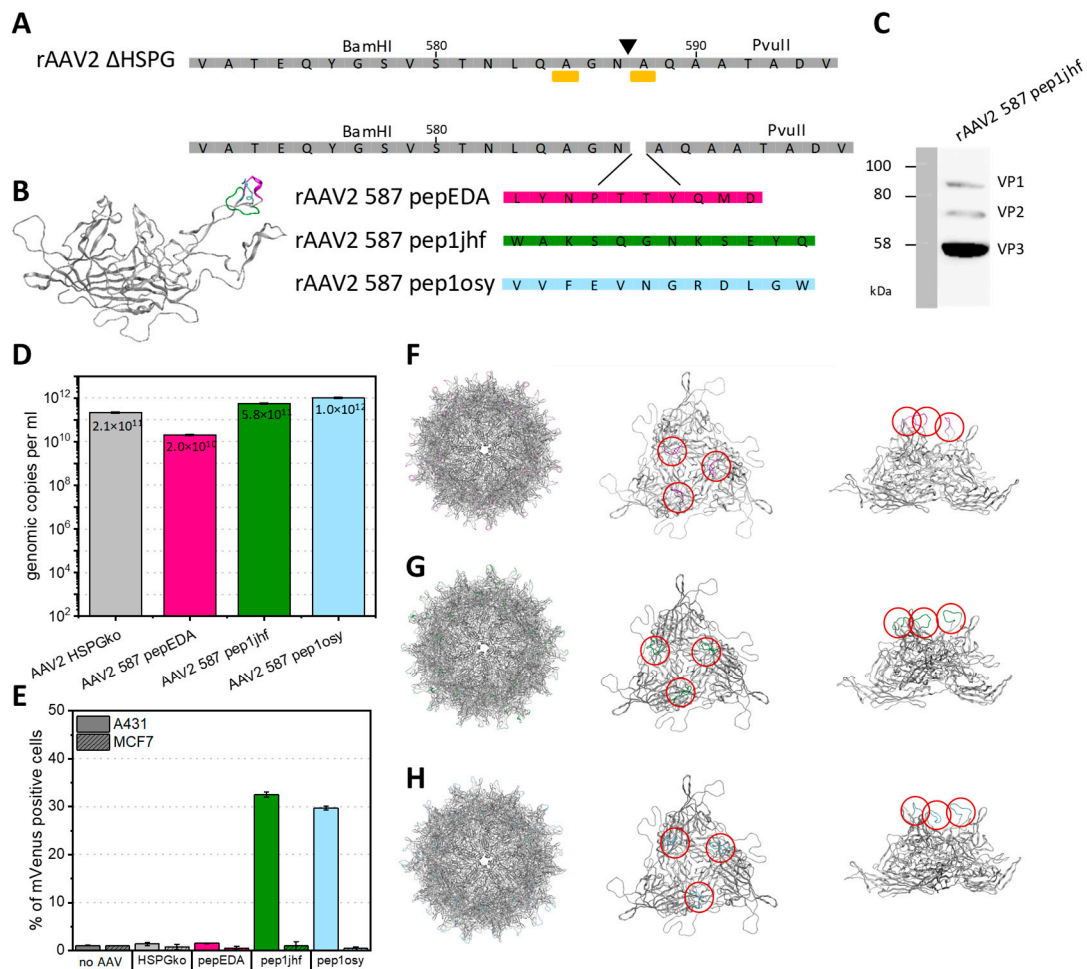 A
BamHI 580 590 PvuII
rAAV2 ΔHSPG V A T E Q Y G S V S T N L Q A G N A Q A A T A D V
BamHI 580 PvuII
V A T E Q Y G S V S T N L Q A G N A Q A A T A D V
B
rAAV2 587 pepEDA L Y N P T T Y Q M D
rAAV2 587 pep1jhf W A K S Q G N K S E Y Q
rAAV2 587 pep1osy V V F E V N G R D L G W
C
rAAV2 587 pep1jhf
100
80
58
kDa
VP1
VP2
VP3
D
genomic copies per ml
10¹²
10¹⁰
10⁸
10⁶
10⁴
10²
2.1×10¹¹
2.0×10¹⁰
5.8×10¹¹
1.0×10¹²
AAV2 HSPGko
AAV2 587 pepEDA
AAV2 587 pep1jhf
AAV2 587 pep1osy
E
% of mVenus positive cells
50
40
30
20
10
0
A431
MCF7
no AAV HSPGko pepEDA pep1jhf pep1osy
F
G
H